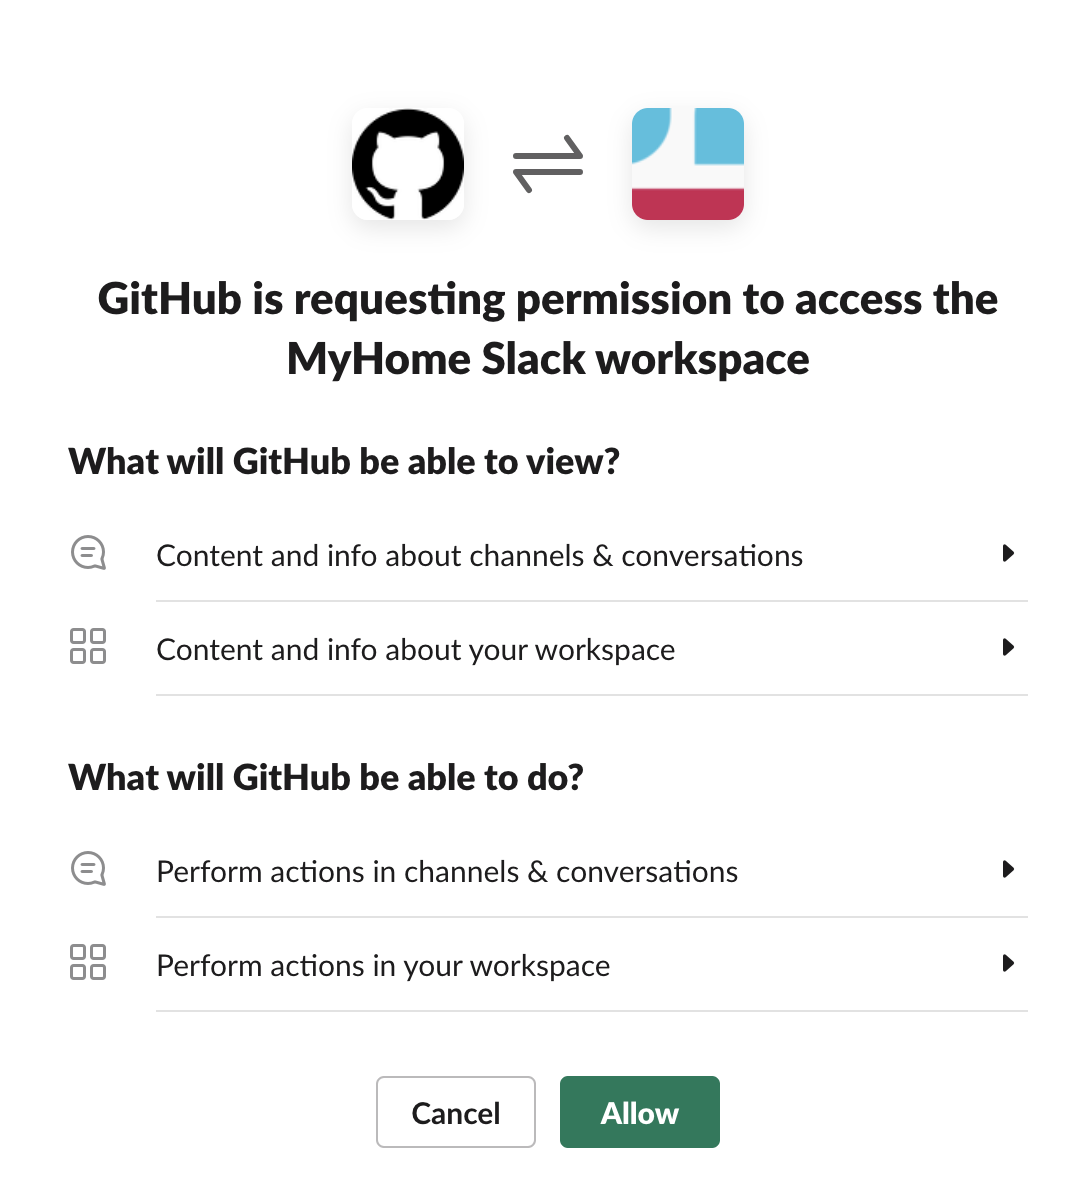 GitHub is requesting permission to access the
MyHome Slack workspace
What will GitHub be able to view?
Content and info about channels & conversations
Content and info about your workspace
What will GitHub be able to do?
Perform actions in channels & conversations
Perform actions in your workspace
Cancel
Allow